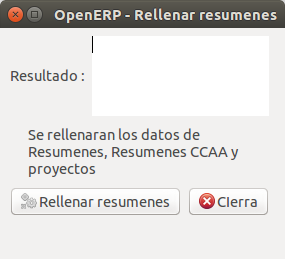 OpenERP - Rellenar resumenes
Resultado :
Se rellenaran los datos de
Resumenes, Resumenes CCAA y
proyectos
Rellenar resumenes
CIerra